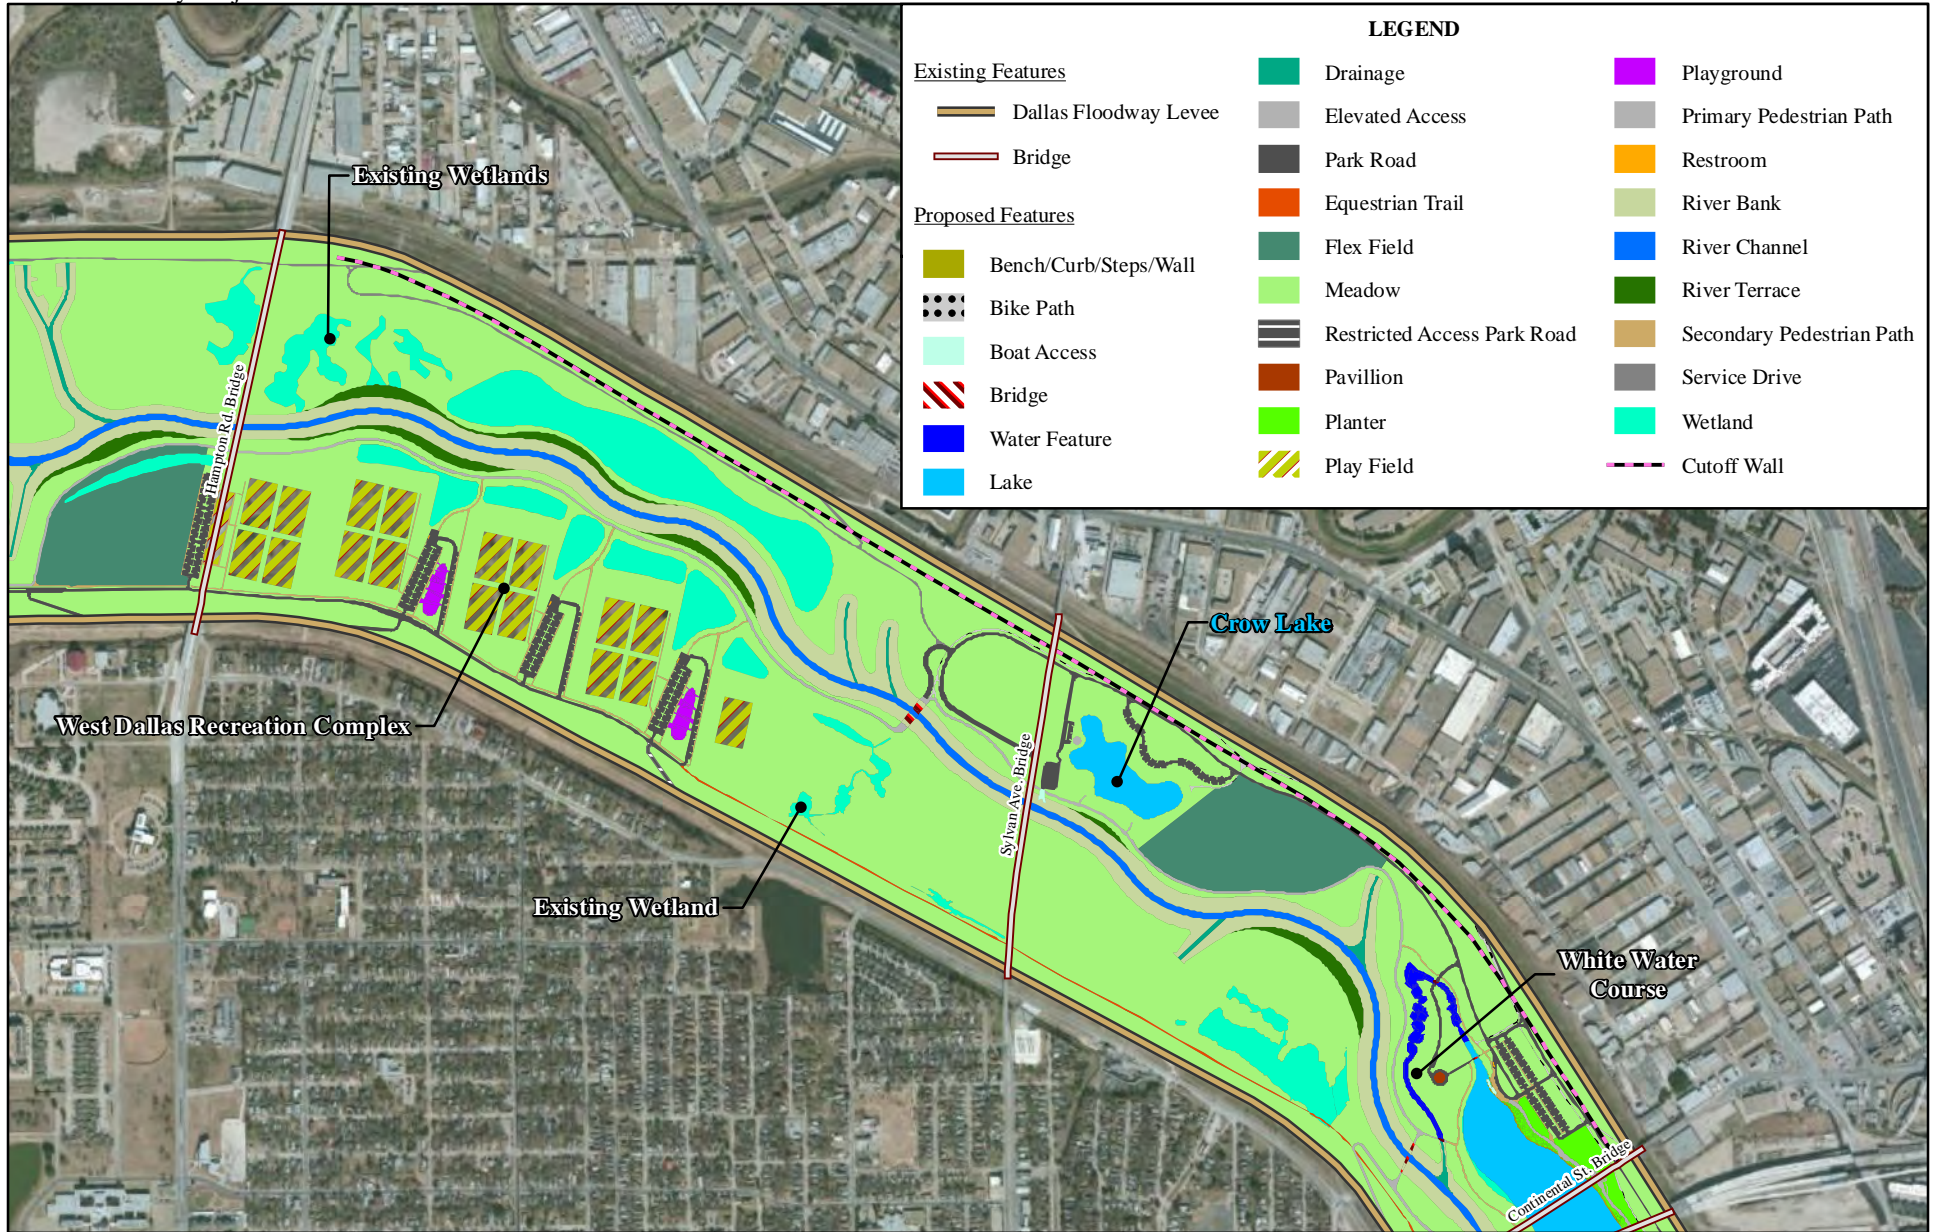 LEGEND
Existing Features
Dallas Floodway Levee
Bridge
Proposed Features
Bench/Curb/Steps/Wall
Bike Path
Boat Access
Bridge
Water Feature
Lake
Drainage
Elevated Access
Park Road
Equestrian Trail
Flex Field
Meadow
Restricted Access Park Road
Pavillion
Planter
Play Field
Playground
Primary Pedestrian Path
Restroom
River Bank
River Channel
River Terrace
Secondary Pedestrian Path
Service Drive
Wetland
Cutoff Wall
Existing Wetlands
Hampton Rd. Bridge
West Dallas Recreation Complex
Existing Wetland
Sylvan Ave. Bridge
Crow Lake
White Water
Course
Continental St. Bridge